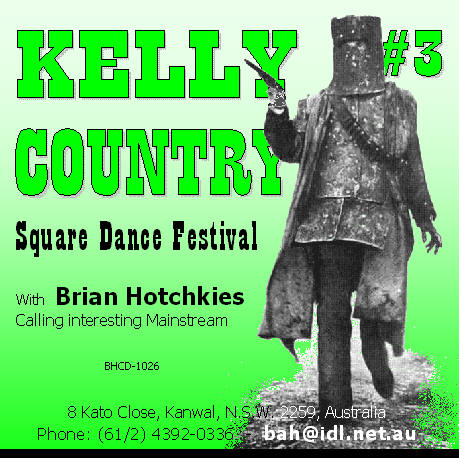 KELLY #3
COUNTRY
Square Dance Festival
With Brian Hotchkies
Calling interesting Mainstream
BHCD-1026
8 Kato Close, Kanwal, N.S.W. 2259, Australia
Phone: (61/2) 4392-0336 bah@idl.net.au